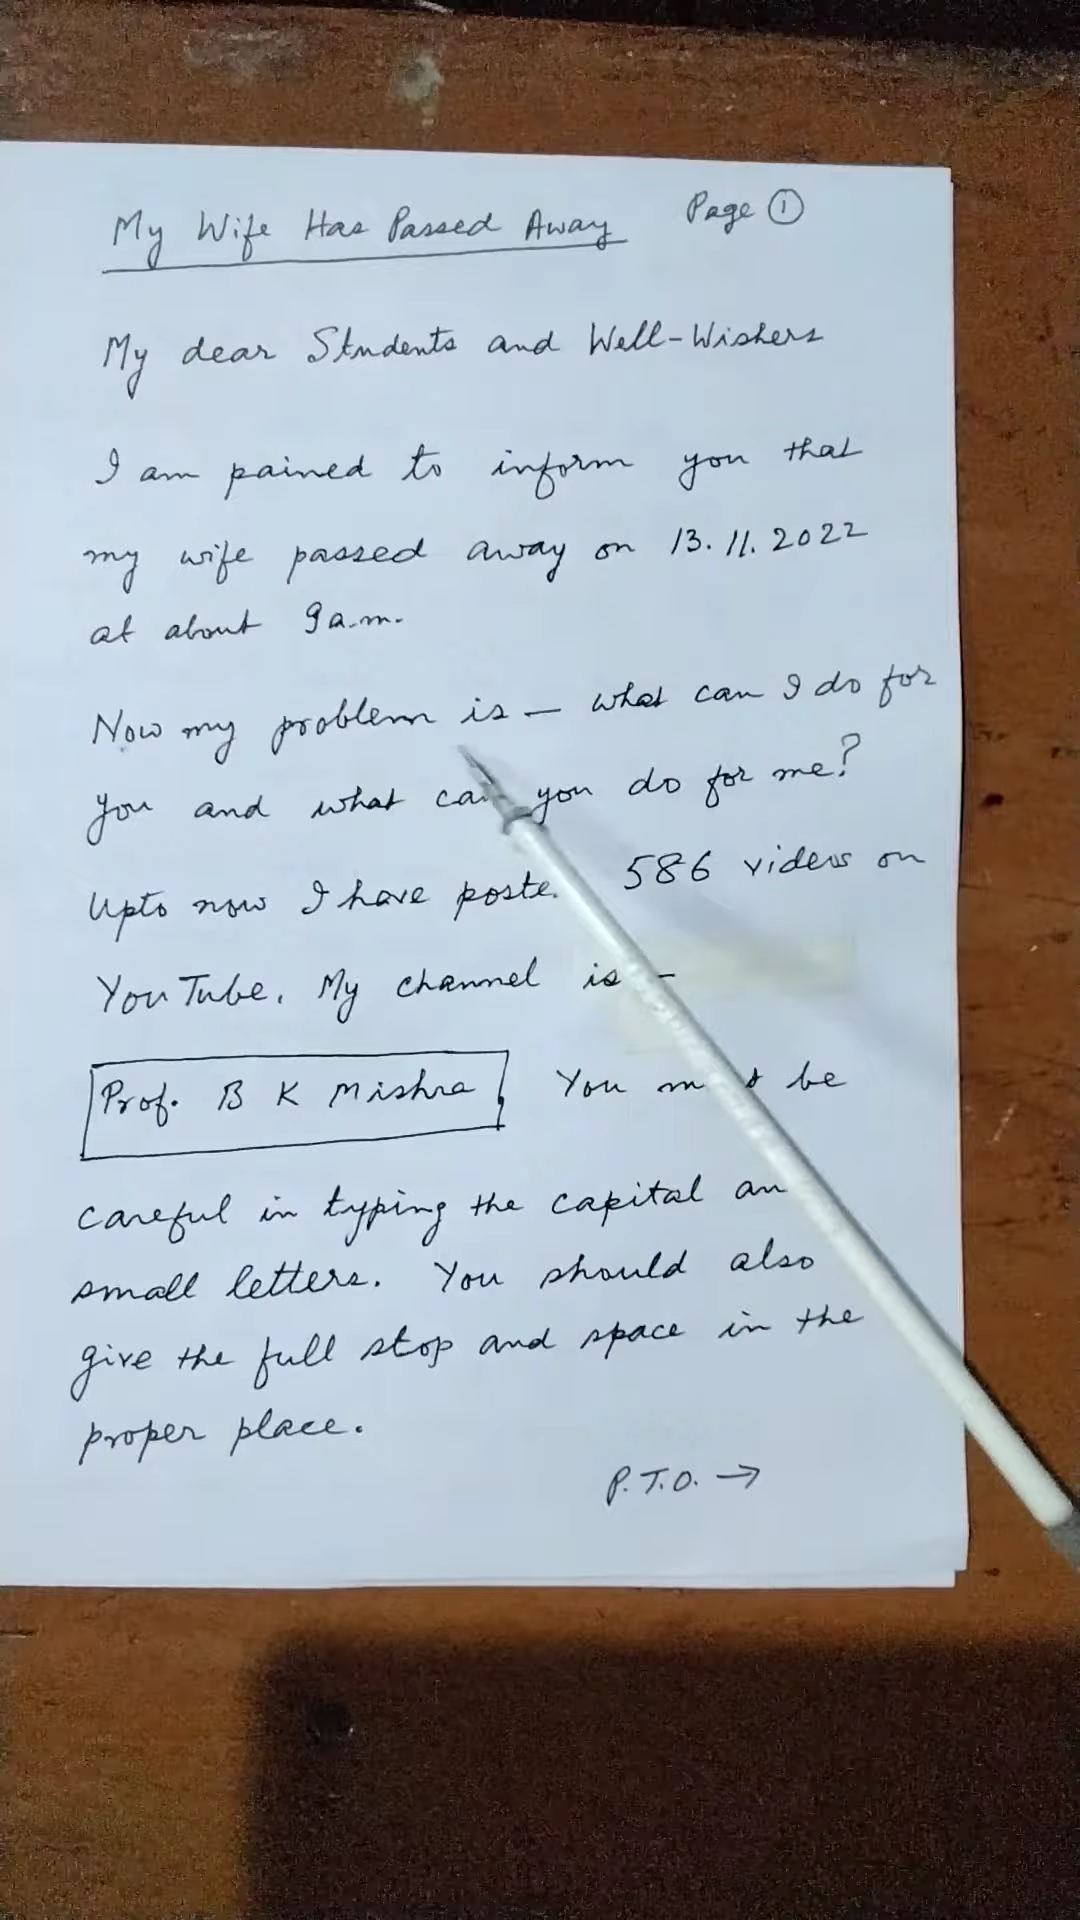 My Wife Has Passed Away Page 1
My dear Students and Well-Wishers
I am pained to inform you that
my wife passed away on 13.11.2022
at about 9 a.m.
Now my problem is — what can I do for
you and what can you do for me?
Upto now I have poste 586 videos on
YouTube. My channel is —
Prof. B K Mishra. You be
careful in typing the capital an
small letters. You should also
give the full stop and space in the
proper place.
P.T.O. →